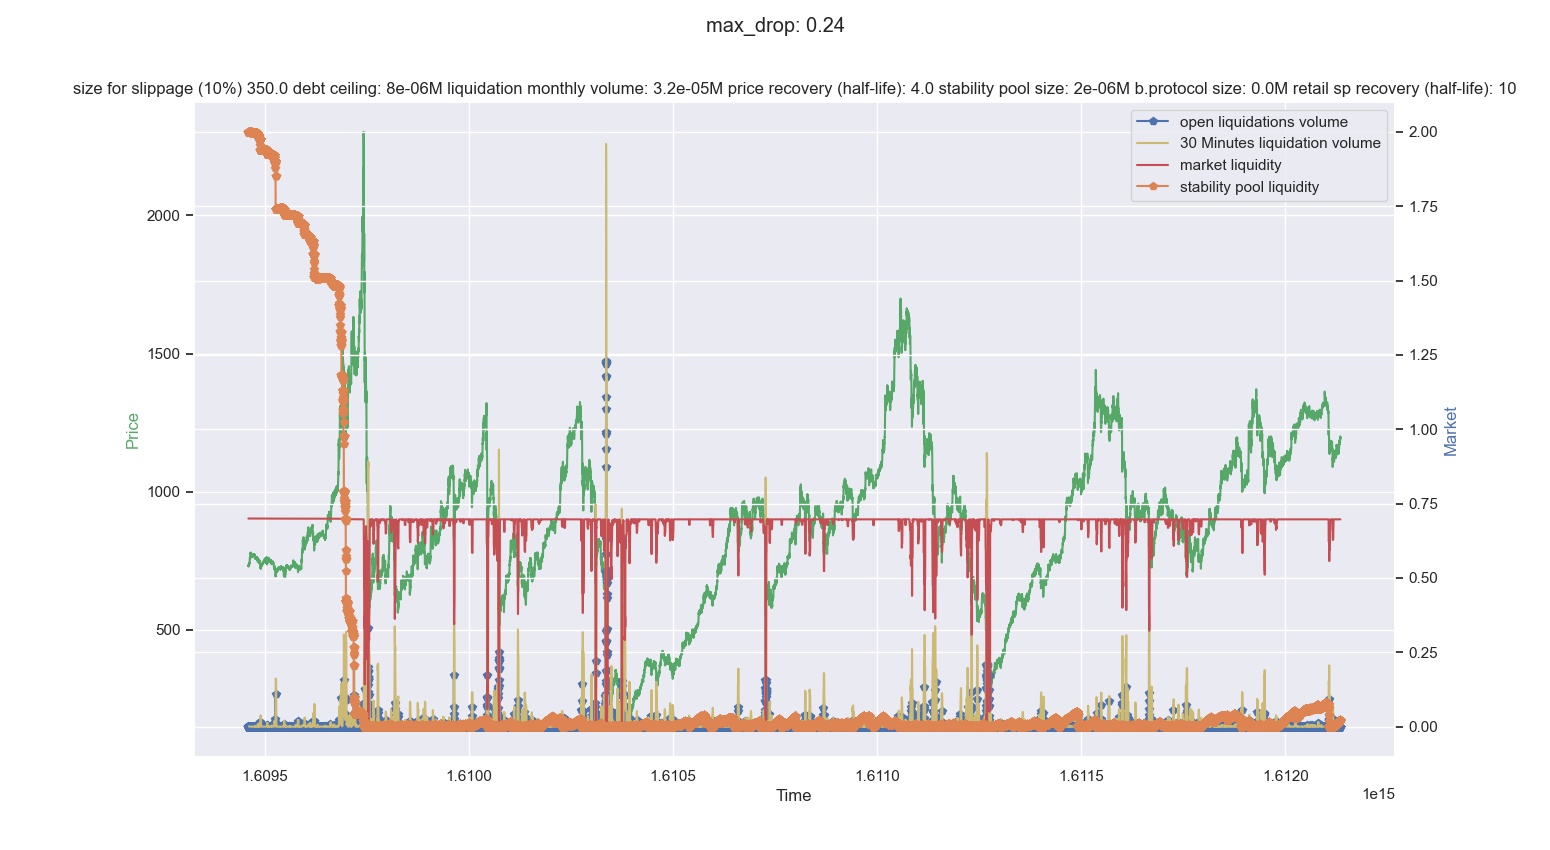 max_drop: 0.24
size for slippage (10%) 350.0 debt ceiling: 8e-06M liquidation monthly volume: 3.2e-05M price recovery (half-life): 4.0 stability pool size: 2e-06M b.protocol size: 0.0M retail sp recovery (half-life): 10
open liquidations volume
30 Minutes liquidation volume
market liquidity
stability pool liquidity
Price
2000
1500
1000
500
2.00
1.75
1.50
1.25
1.00
0.75
0.50
0.25
0.00
Market
1.6095 1.6100 1.6105 1.6110 1.6115 1.6120
Time
1e15